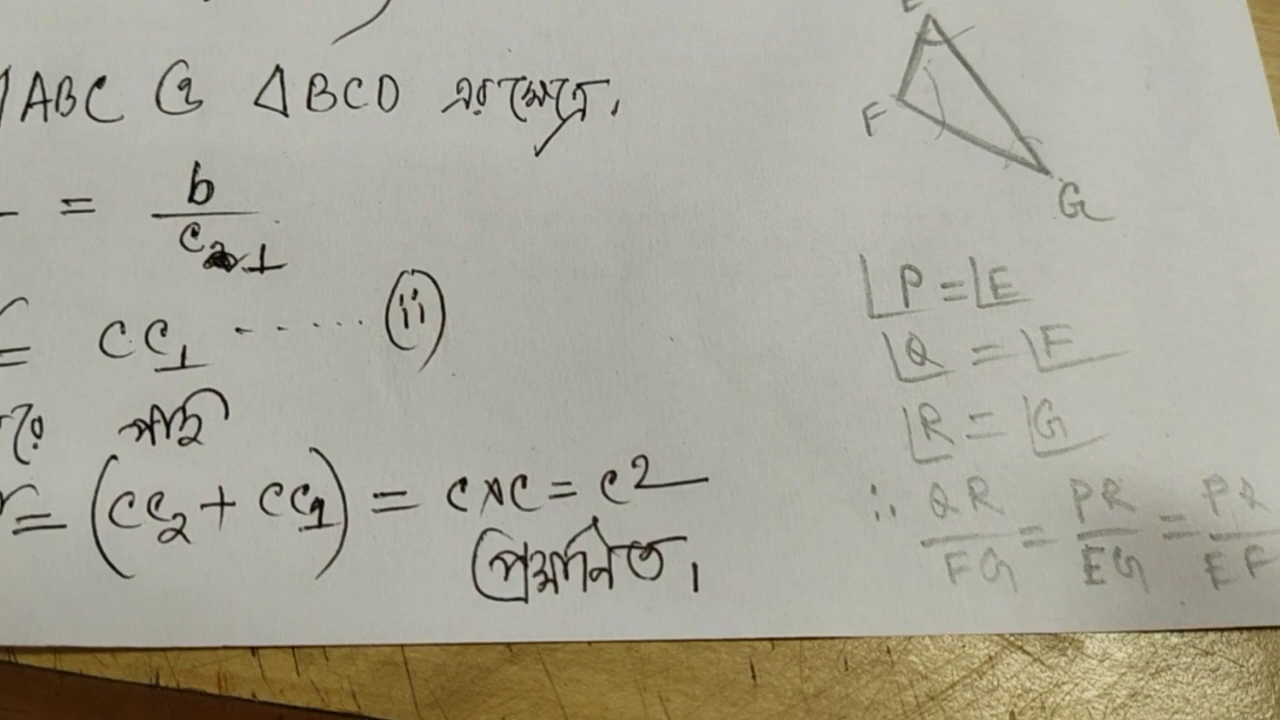 ABC ও ΔBCD এর ক্ষেত্রে,
= b / c₁
= cc₁ ..... (ii)
করে পাই
= (cc₂ + cc₁) = c×c = c²
প্রমানিত।
E
F
G
∠P = ∠E
∠Q = ∠F
∠R = ∠G
∴ QR / FG = PR / EG = PQ / EF